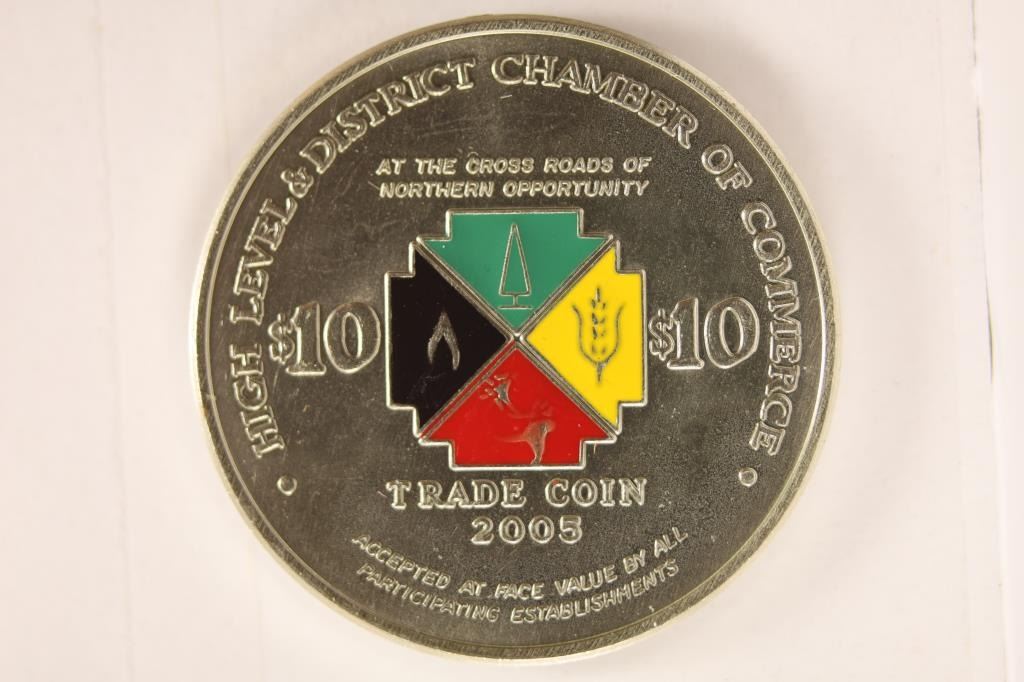 HIGH LEVEL & DISTRICT CHAMBER OF COMMERCE
AT THE CROSS ROADS OF
NORTHERN OPPORTUNITY
$10 $10
TRADE COIN
2005
ACCEPTED AT FACE VALUE BY ALL
PARTICIPATING ESTABLISHMENTS